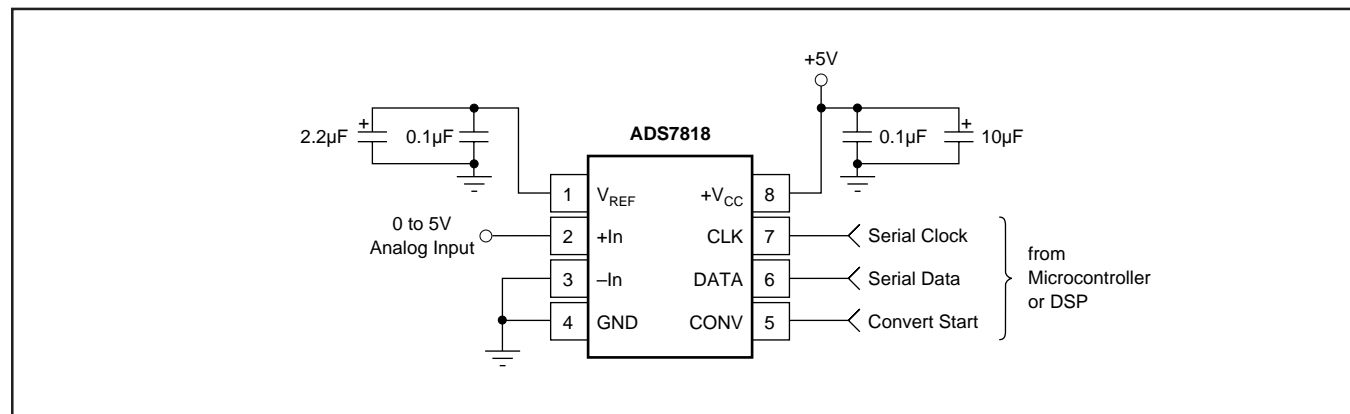 +5V
2.2µF
+
0.1µF
ADS7818
0.1µF
+
10µF
1
V_REF
+V_CC
8
0 to 5V
Analog Input
2
+In
CLK
7
Serial Clock
3
–In
DATA
6
Serial Data
4
GND
CONV
5
Convert Start
from
Microcontroller
or DSP